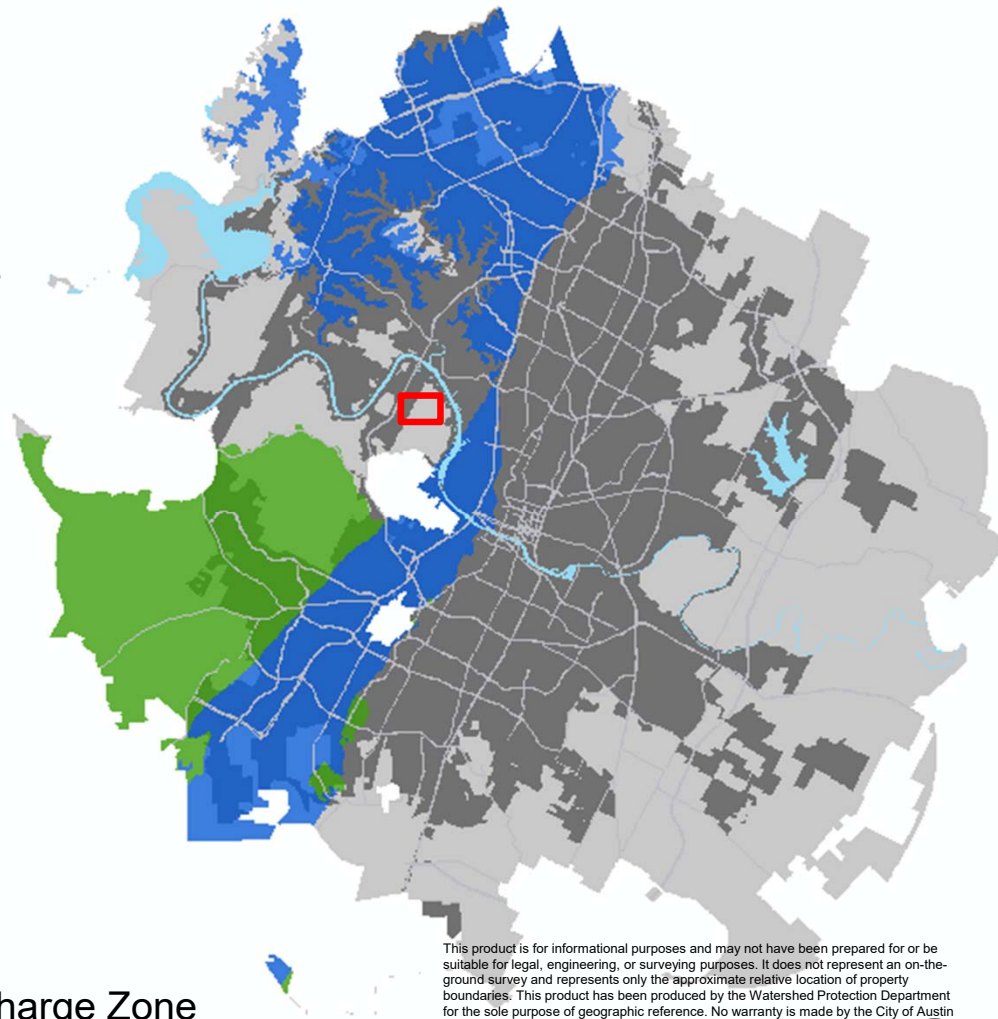 harge Zone
This product is for informational purposes and may not have been prepared for or be
suitable for legal, engineering, or surveying purposes. It does not represent an on-the-
ground survey and represents only the approximate relative location of property
boundaries. This product has been produced by the Watershed Protection Department
for the sole purpose of geographic reference. No warranty is made by the City of Austin